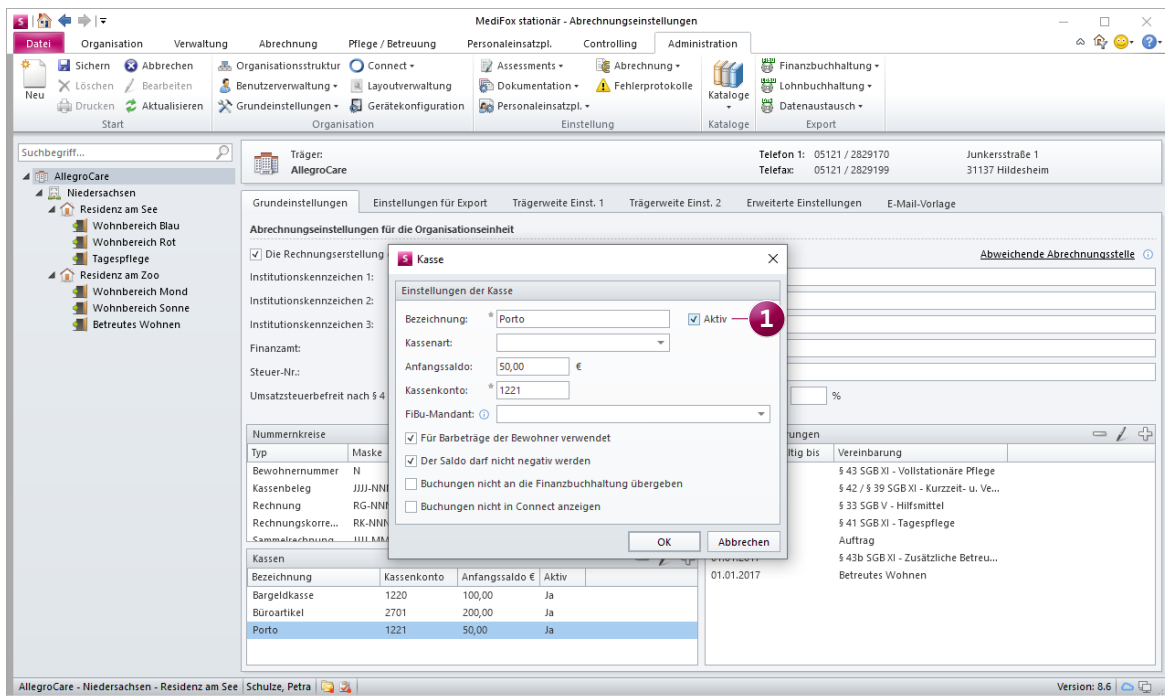 MediFox stationär - Abrechnungseinstellungen
Datei Organisation Verwaltung Abrechnung Pflege / Betreuung Personaleinsatzpl. Controlling Administration
Neu Sichern Abbrechen Organisationsstruktur Connect Assessments Abrechnung Kataloge Finanzbuchhaltung
Löschen Bearbeiten Benutzerverwaltung Layoutverwaltung Dokumentation Fehlerprotokolle Lohnbuchhaltung
Drucken Aktualisieren Grundeinstellungen Gerätekonfiguration Personaleinsatzpl. Datenaustausch
Start Organisation Einstellung Kataloge Export
Suchbegriff...
AllegroCare
Niedersachsen
Residenz am See
Wohnbereich Blau
Wohnbereich Rot
Tagespflege
Residenz am Zoo
Wohnbereich Mond
Wohnbereich Sonne
Betreutes Wohnen
Träger: Telefon 1: 05121 / 2829170 Junkersstraße 1
AllegroCare Telefax: 05121 / 2829199 31137 Hildesheim
Grundeinstellungen Einstellungen für Export Trägerweite Einst. 1 Trägerweite Einst. 2 Erweiterte Einstellungen E-Mail-Vorlage
Abrechnungseinstellungen für die Organisationseinheit
Die Rechnungserstellung Abweichende Abrechnungsstelle
Institutionskennzeichen 1:
Institutionskennzeichen 2:
Institutionskennzeichen 3:
Finanzamt:
Steuer-Nr.:
Umsatzsteuerbefreit nach § 4 %
Kasse
Einstellungen der Kasse
Bezeichnung: * Porto Aktiv 1
Kassenart:
Anfangssaldo: 50,00 €
Kassenkonto: * 1221
FiBu-Mandant:
Für Barbeträge der Bewohner verwendet
Der Saldo darf nicht negativ werden
Buchungen nicht an die Finanzbuchhaltung übergeben
Buchungen nicht in Connect anzeigen
OK Abbrechen
Nummernkreise
Typ Maske
Bewohnernummer N
Kassenbeleg JJJJ-NNN
Rechnung RG-NNN
Rechnungskorre... RK-NNN
Sammelrechnung JJJJ-MM
ungen
ltig bis Vereinbarung
§ 43 SGB XI - Vollstationäre Pflege
§ 42 / § 39 SGB XI - Kurzzeit- u. Ve...
§ 33 SGB V - Hilfsmittel
§ 41 SGB XI - Tagespflege
Auftrag
01.01.2017 § 43b SGB XI - Zusätzliche Betreu...
01.01.2017 Betreutes Wohnen
Kassen
Bezeichnung Kassenkonto Anfangssaldo € Aktiv
Bargeldkasse 1220 100,00 Ja
Büroartikel 2701 200,00 Ja
Porto 1221 50,00 Ja
AllegroCare - Niedersachsen - Residenz am See Schulze, Petra Version: 8.6